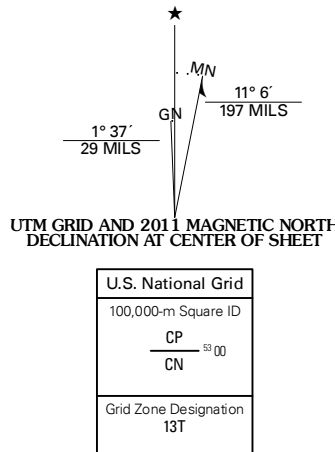 ★
MN
GN
11° 6´
197 MILS
1° 37´
29 MILS
UTM GRID AND 2011 MAGNETIC NORTH
DECLINATION AT CENTER OF SHEET
U.S. National Grid
100,000-m Square ID
CP
53 00
CN
Grid Zone Designation
13T